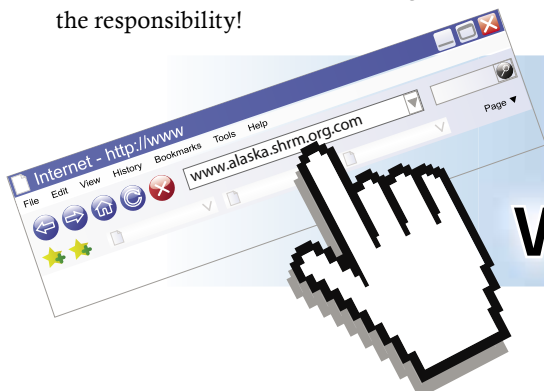 the responsibility!
Internet - http://www
File Edit View History Bookmarks Tools Help
www.alaska.shrm.org.com
Page